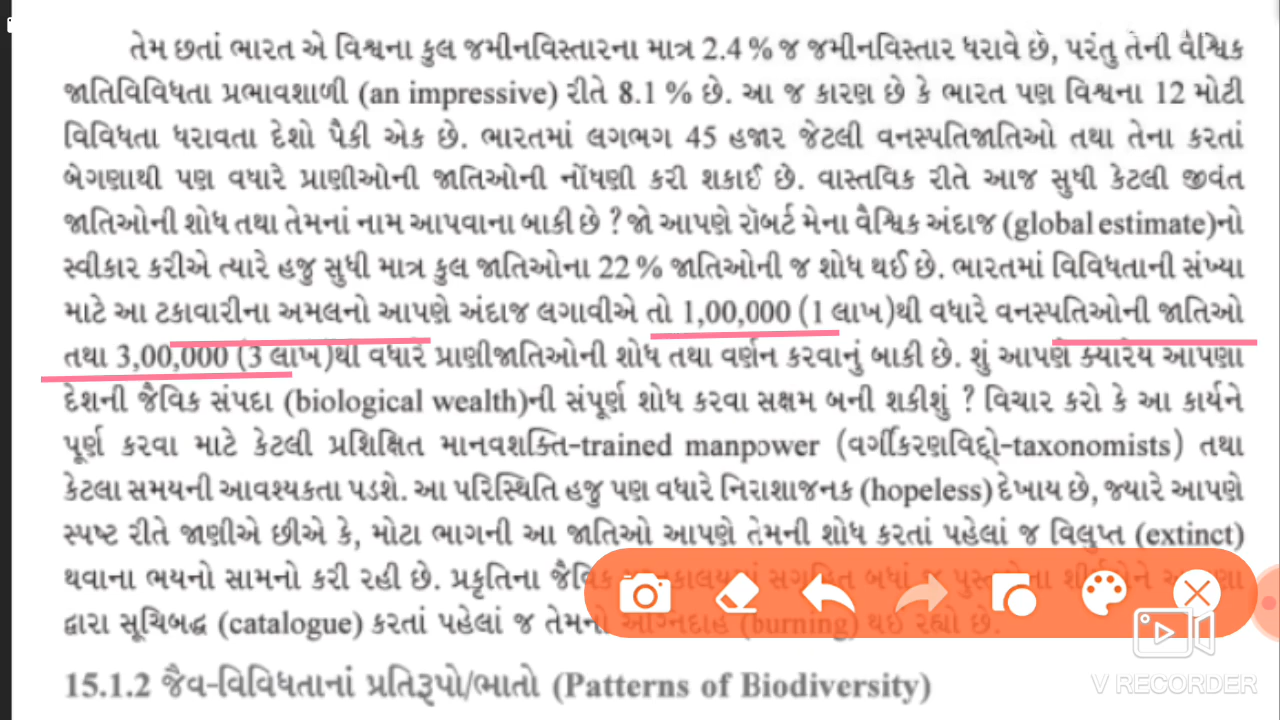 તેમ છતાં ભારત એ વિશ્વના કુલ જમીનવિસ્તારના માત્ર 2.4 % જ જમીનવિસ્તાર ધરાવે છે, પરંતુ તેની વૈશ્વિક
જાતિવિવિધતા પ્રભાવશાળી (an impressive) રીતે 8.1 % છે. આ જ કારણ છે કે ભારત પણ વિશ્વના 12 મોટી
વિવિધતા ધરાવતા દેશો પૈકી એક છે. ભારતમાં લગભગ 45 હજાર જેટલી વનસ્પતિજાતિઓ તથા તેના કરતાં
બેગણાથી પણ વધારે પ્રાણીઓની જાતિઓની નોંધણી કરી શકાઈ છે. વાસ્તવિક રીતે આજ સુધી કેટલી જીવંત
જાતિઓની શોધ તથા તેમનાં નામ આપવાના બાકી છે ? જો આપણે રૉબર્ટ મેના વૈશ્વિક અંદાજ (global estimate)નો
સ્વીકાર કરીએ ત્યારે હજુ સુધી માત્ર કુલ જાતિઓના 22 % જાતિઓની જ શોધ થઈ છે. ભારતમાં વિવિધતાની સંખ્યા
માટે આ ટકાવારીના અમલનો આપણે અંદાજ લગાવીએ તો 1,00,000 (1 લાખ)થી વધારે વનસ્પતિઓની જાતિઓ
તથા 3,00,000 (3 લાખ)થી વધારે પ્રાણીજાતિઓની શોધ તથા વર્ણન કરવાનું બાકી છે. શું આપણે ક્યારેય આપણા
દેશની જૈવિક સંપદા (biological wealth)ની સંપૂર્ણ શોધ કરવા સક્ષમ બની શકીશું ? વિચાર કરો કે આ કાર્યને
પૂર્ણ કરવા માટે કેટલી પ્રશિક્ષિત માનવશક્તિ-trained manpower (વર્ગીકરણવિદ્દો-taxonomists) તથા
કેટલા સમયની આવશ્યકતા પડશે. આ પરિસ્થિતિ હજુ પણ વધારે નિરાશાજનક (hopeless) દેખાય છે, જ્યારે આપણે
સ્પષ્ટ રીતે જાણીએ છીએ કે, મોટા ભાગની આ જાતિઓ આપણે તેમની શોધ કરતાં પહેલાં જ વિલુપ્ત (extinct)
થવાના ભયનો સામનો કરી રહી છે. પ્રકૃતિના જૈવિક સગૃહિત બધાં જ પુસ્તકોના શીર્ષકોને
દ્વારા સૂચિબદ્ધ (catalogue) કરતાં પહેલાં જ તેમનો અગ્નિદાહ (burning) થઈ રહ્યો છે.
15.1.2 જૈવ-વિવિધતાનાં પ્રતિરૂપો/ભાતો (Patterns of Biodiversity)
V RECORDER